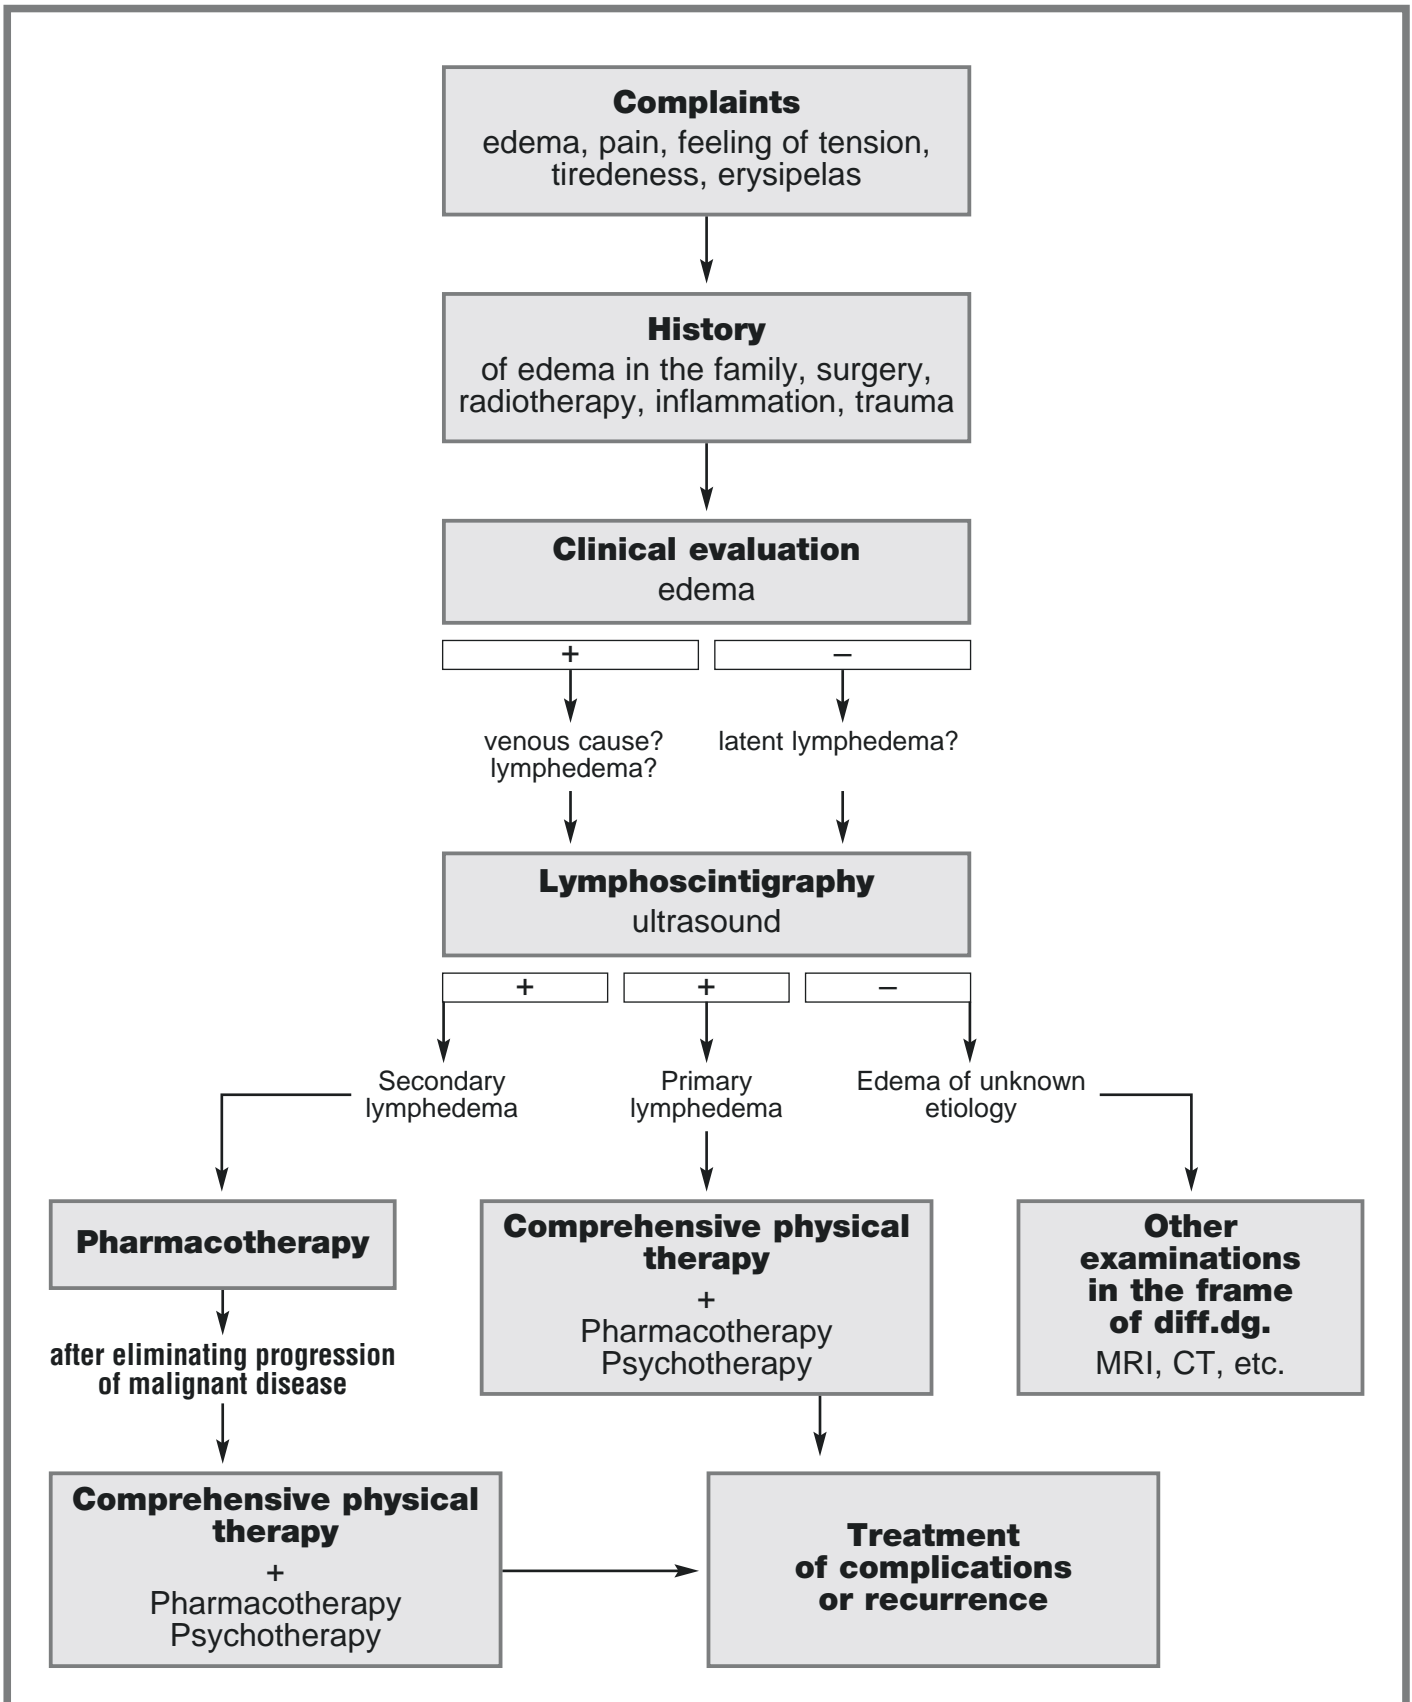 Complaints
edema, pain, feeling of tension,
tiredeness, erysipelas
History
of edema in the family, surgery,
radiotherapy, inflammation, trauma
Clinical evaluation
edema
+
–
venous cause?
lymphedema?
latent lymphedema?
Lymphoscintigraphy
ultrasound
+
+
–
Secondary
lymphedema
Primary
lymphedema
Edema of unknown
etiology
Pharmacotherapy
after eliminating progression
of malignant disease
Comprehensive physical
therapy
+
Pharmacotherapy
Psychotherapy
Other
examinations
in the frame
of diff.dg.
MRI, CT, etc.
Comprehensive physical
therapy
+
Pharmacotherapy
Psychotherapy
Treatment
of complications
or recurrence